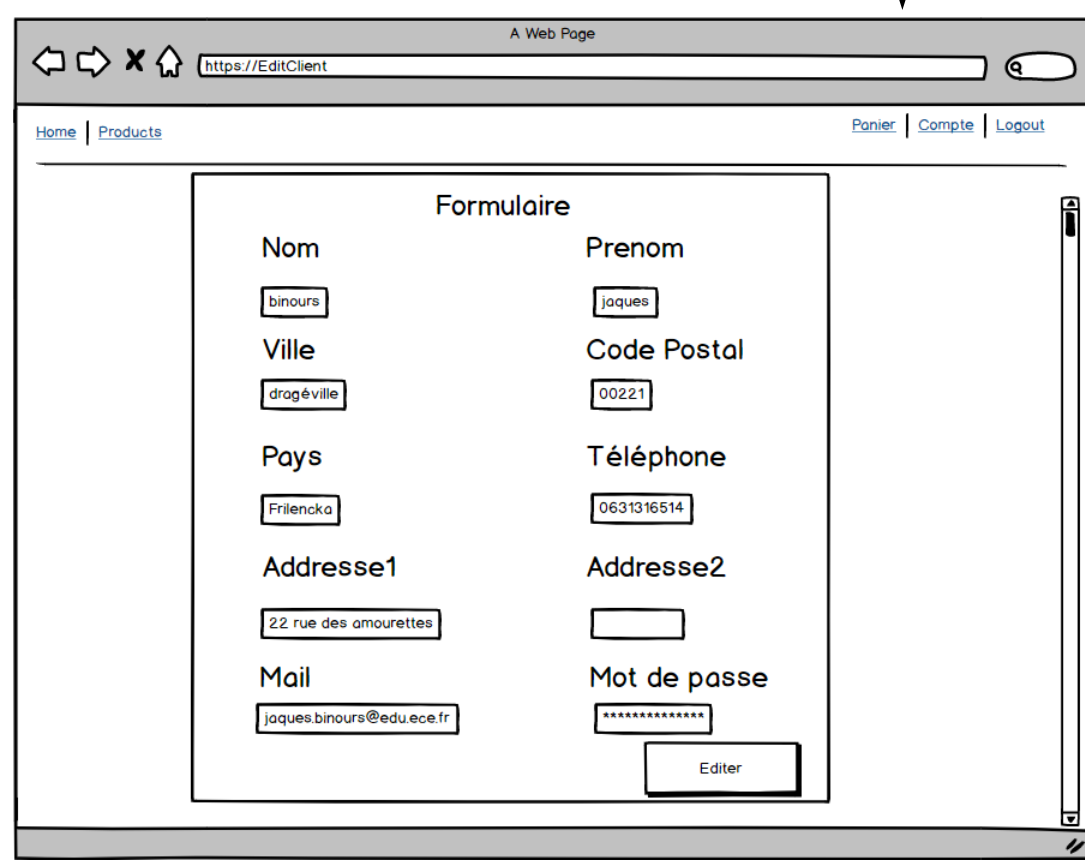 A Web Page
https://EditClient
Home Products Panier Compte Logout
Formulaire
Nom Prenom
binours jaques
Ville Code Postal
dragéville 00221
Pays Téléphone
Frilencka 0631316514
Addresse1 Addresse2
22 rue des amourettes
Mail Mot de passe
jaques.binours@edu.ece.fr **************
Editer